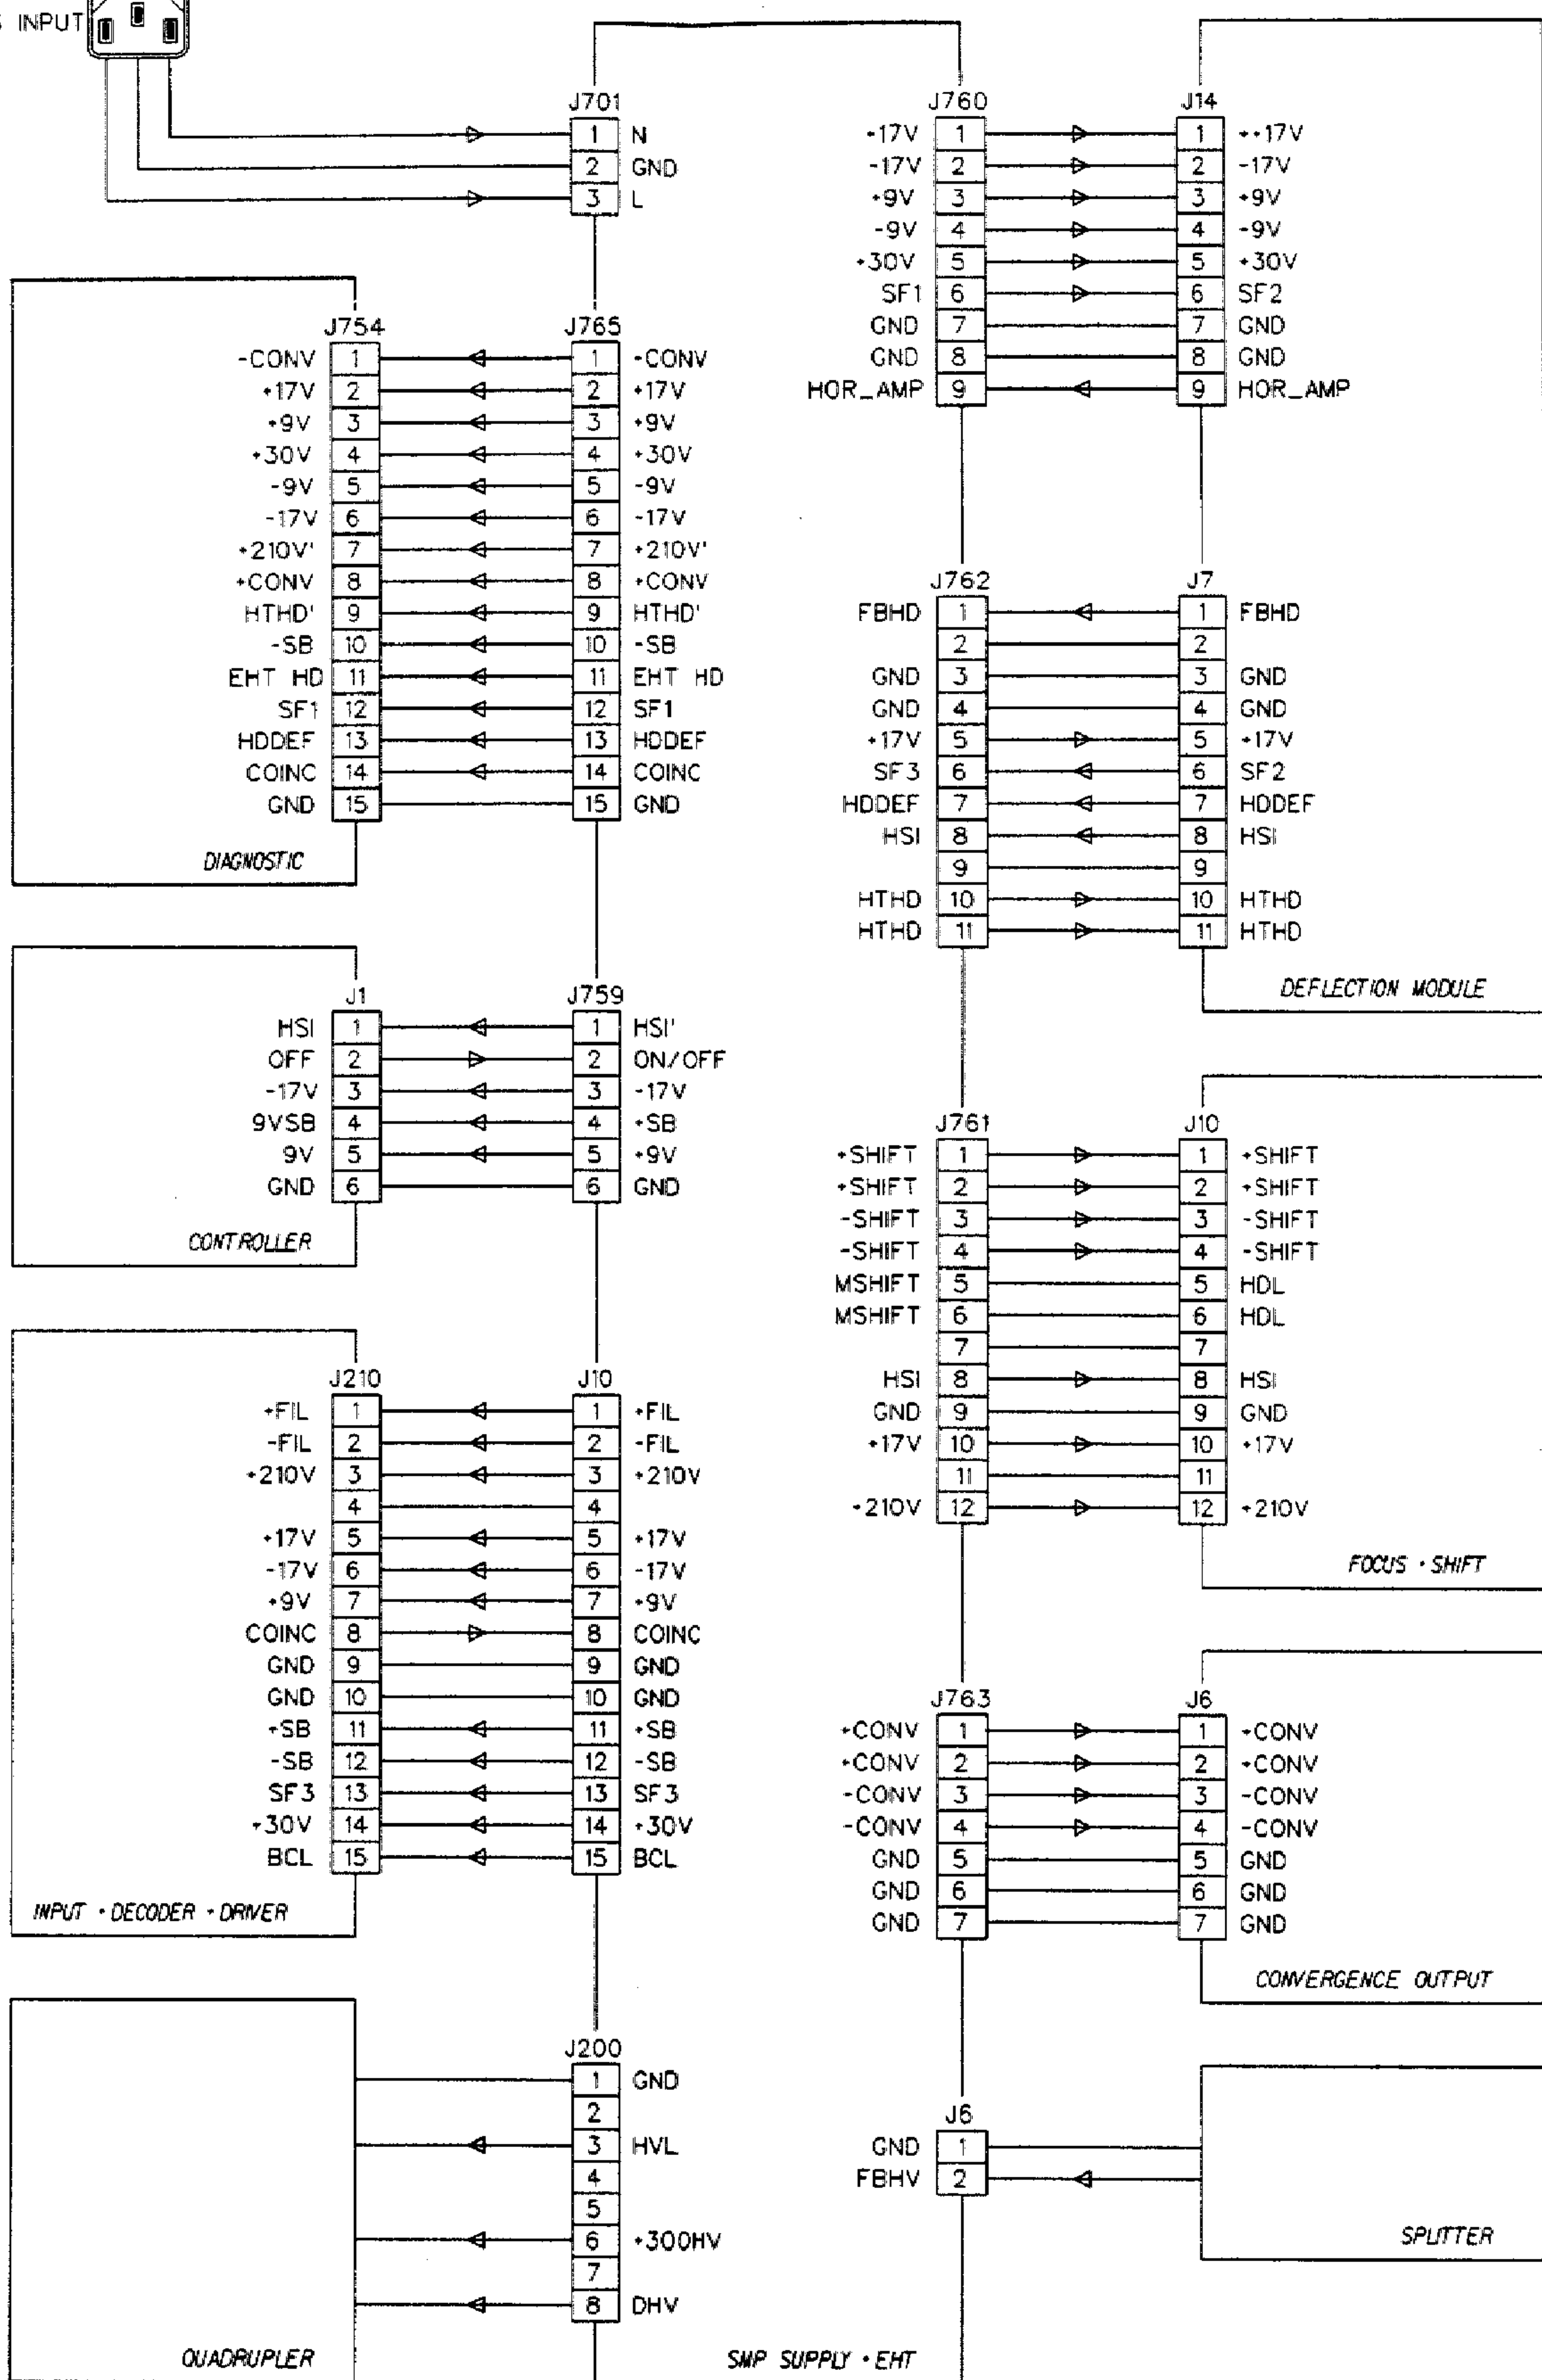 INPUT
J701
1 N
2 GND
3 L
J760 J14
+17V 1 1 ++17V
-17V 2 2 -17V
+9V 3 3 +9V
-9V 4 4 -9V
+30V 5 5 +30V
SF1 6 6 SF2
GND 7 7 GND
GND 8 8 GND
HOR_AMP 9 9 HOR_AMP
J754 J765
-CONV 1 1 -CONV
+17V 2 2 +17V
+9V 3 3 +9V
+30V 4 4 +30V
-9V 5 5 -9V
-17V 6 6 -17V
+210V' 7 7 +210V'
+CONV 8 8 +CONV
HTHD' 9 9 HTHD'
-SB 10 10 -SB
EHT HD 11 11 EHT HD
SF1 12 12 SF1
HDDEF 13 13 HDDEF
COINC 14 14 COINC
GND 15 15 GND
DIAGNOSTIC
J762 J7
FBHD 1 1 FBHD
2 2
GND 3 3 GND
GND 4 4 GND
+17V 5 5 +17V
SF3 6 6 SF2
HDDEF 7 7 HDDEF
HSI 8 8 HSI
9 9
HTHD 10 10 HTHD
HTHD 11 11 HTHD
DEFLECTION MODULE
J1 J759
HSI 1 1 HSI'
OFF 2 2 ON/OFF
-17V 3 3 -17V
9VSB 4 4 +SB
9V 5 5 +9V
GND 6 6 GND
CONTROLLER
J761 J10
+SHIFT 1 1 +SHIFT
+SHIFT 2 2 +SHIFT
-SHIFT 3 3 -SHIFT
-SHIFT 4 4 -SHIFT
MSHIFT 5 5 HDL
MSHIFT 6 6 HDL
7 7
HSI 8 8 HSI
GND 9 9 GND
+17V 10 10 +17V
11 11
+210V 12 12 +210V
FOCUS + SHIFT
J210 J10
+FIL 1 1 +FIL
-FIL 2 2 -FIL
+210V 3 3 +210V
4 4
+17V 5 5 +17V
-17V 6 6 -17V
+9V 7 7 +9V
COINC 8 8 COINC
GND 9 9 GND
GND 10 10 GND
+SB 11 11 +SB
-SB 12 12 -SB
SF3 13 13 SF3
+30V 14 14 +30V
BCL 15 15 BCL
INPUT + DECODER + DRIVER
J763 J6
+CONV 1 1 +CONV
+CONV 2 2 +CONV
-CONV 3 3 -CONV
-CONV 4 4 -CONV
GND 5 5 GND
GND 6 6 GND
GND 7 7 GND
CONVERGENCE OUTPUT
J200
1 GND
2
3 HVL
4
5
6 +300HV
7
8 DHV
QUADRUPLER
J6
GND 1
FBHV 2
SPLITTER
SMP SUPPLY + EHT